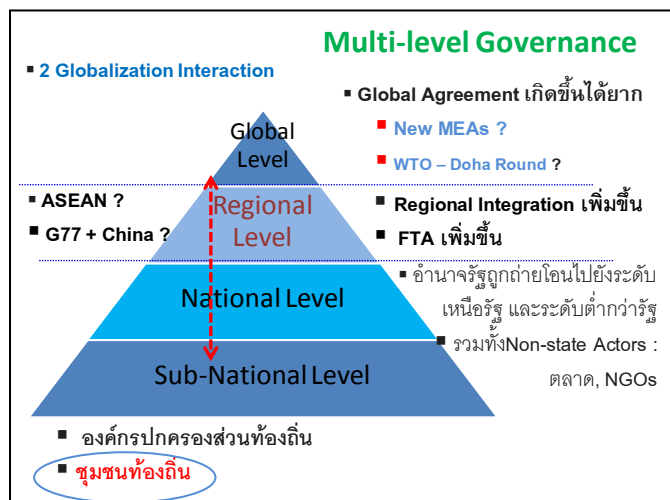 Multi-level Governance
▪ 2 Globalization Interaction
▪ Global Agreement เกิดขึ้นได้ยาก
▪ New MEAs ?
▪ WTO – Doha Round ?
Global
Level
▪ ASEAN ?
▪ G77 + China ?
Regional
Level
▪ Regional Integration เพิ่มขึ้น
▪ FTA เพิ่มขึ้น
National Level
▪ อำนาจรัฐถูกถ่ายโอนไปยังระดับ
เหนือรัฐ และระดับต่ำกว่ารัฐ
▪ รวมทั้งNon-state Actors :
ตลาด, NGOs
Sub-National Level
▪ องค์กรปกครองส่วนท้องถิ่น
▪ ชุมชนท้องถิ่น